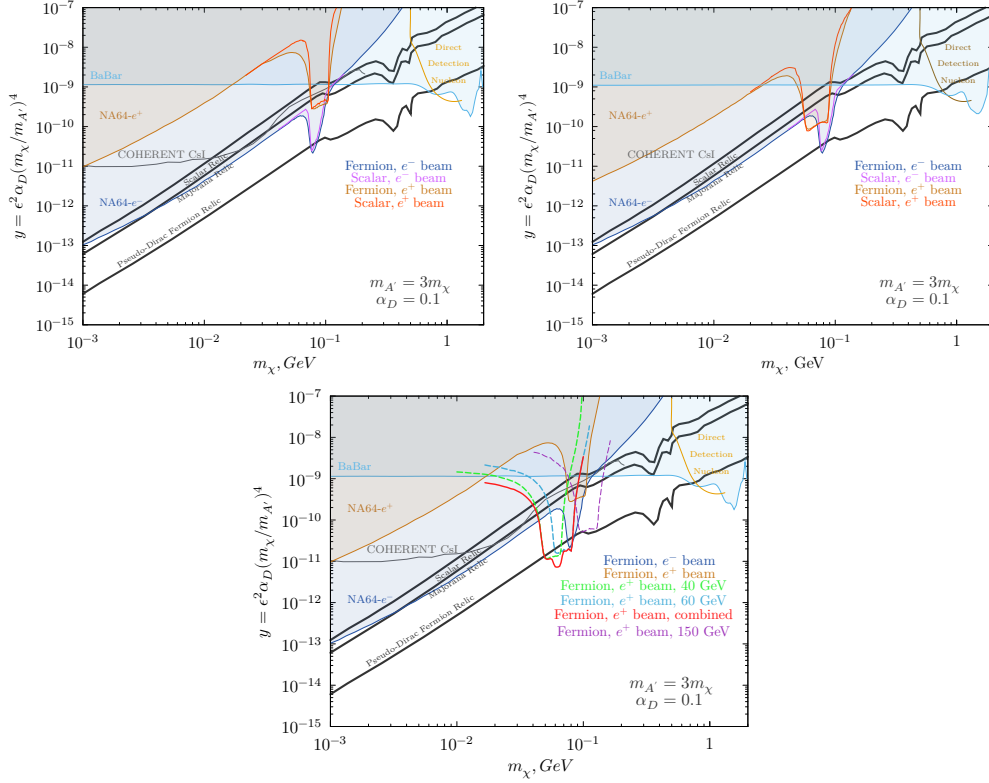 10⁻⁷
10⁻⁸
10⁻⁹
10⁻¹⁰
10⁻¹¹
10⁻¹²
10⁻¹³
10⁻¹⁴
10⁻¹⁵
y = ϵ²α_D(m_χ/m_A′)⁴
BaBar
NA64-e⁺
COHERENT CsI
NA64-e⁻
Scalar Relic
Majorana Relic
Pseudo-Dirac Fermion Relic
Direct
Detection
Nucleon
Fermion, e⁻ beam
Scalar, e⁻ beam
Fermion, e⁺ beam
Scalar, e⁺ beam
m_A′ = 3m_χ
α_D = 0.1
10⁻³ 10⁻² 10⁻¹ 1
m_χ, GeV
10⁻⁷
10⁻⁸
10⁻⁹
10⁻¹⁰
10⁻¹¹
10⁻¹²
10⁻¹³
10⁻¹⁴
10⁻¹⁵
y = ϵ²α_D(m_χ/m_A′)⁴
BaBar
NA64-e⁺
COHERENT CsI
NA64-e⁻
Scalar Relic
Majorana Relic
Pseudo-Dirac Fermion Relic
Direct
Detection
Nucleon
Fermion, e⁻ beam
Scalar, e⁻ beam
Fermion, e⁺ beam
Scalar, e⁺ beam
m_A′ = 3m_χ
α_D = 0.1
10⁻³ 10⁻² 10⁻¹ 1
m_χ, GeV
10⁻⁷
10⁻⁸
10⁻⁹
10⁻¹⁰
10⁻¹¹
10⁻¹²
10⁻¹³
10⁻¹⁴
10⁻¹⁵
y = ϵ²α_D(m_χ/m_A′)⁴
BaBar
NA64-e⁺
COHERENT CsI
NA64-e⁻
Scalar Relic
Majorana Relic
Pseudo-Dirac Fermion Relic
Direct
Detection
Nucleon
Fermion, e⁻ beam
Fermion, e⁺ beam
Fermion, e⁺ beam, 40 GeV
Fermion, e⁺ beam, 60 GeV
Fermion, e⁺ beam, combined
Fermion, e⁺ beam, 150 GeV
m_A′ = 3m_χ
α_D = 0.1
10⁻³ 10⁻² 10⁻¹ 1
m_χ, GeV